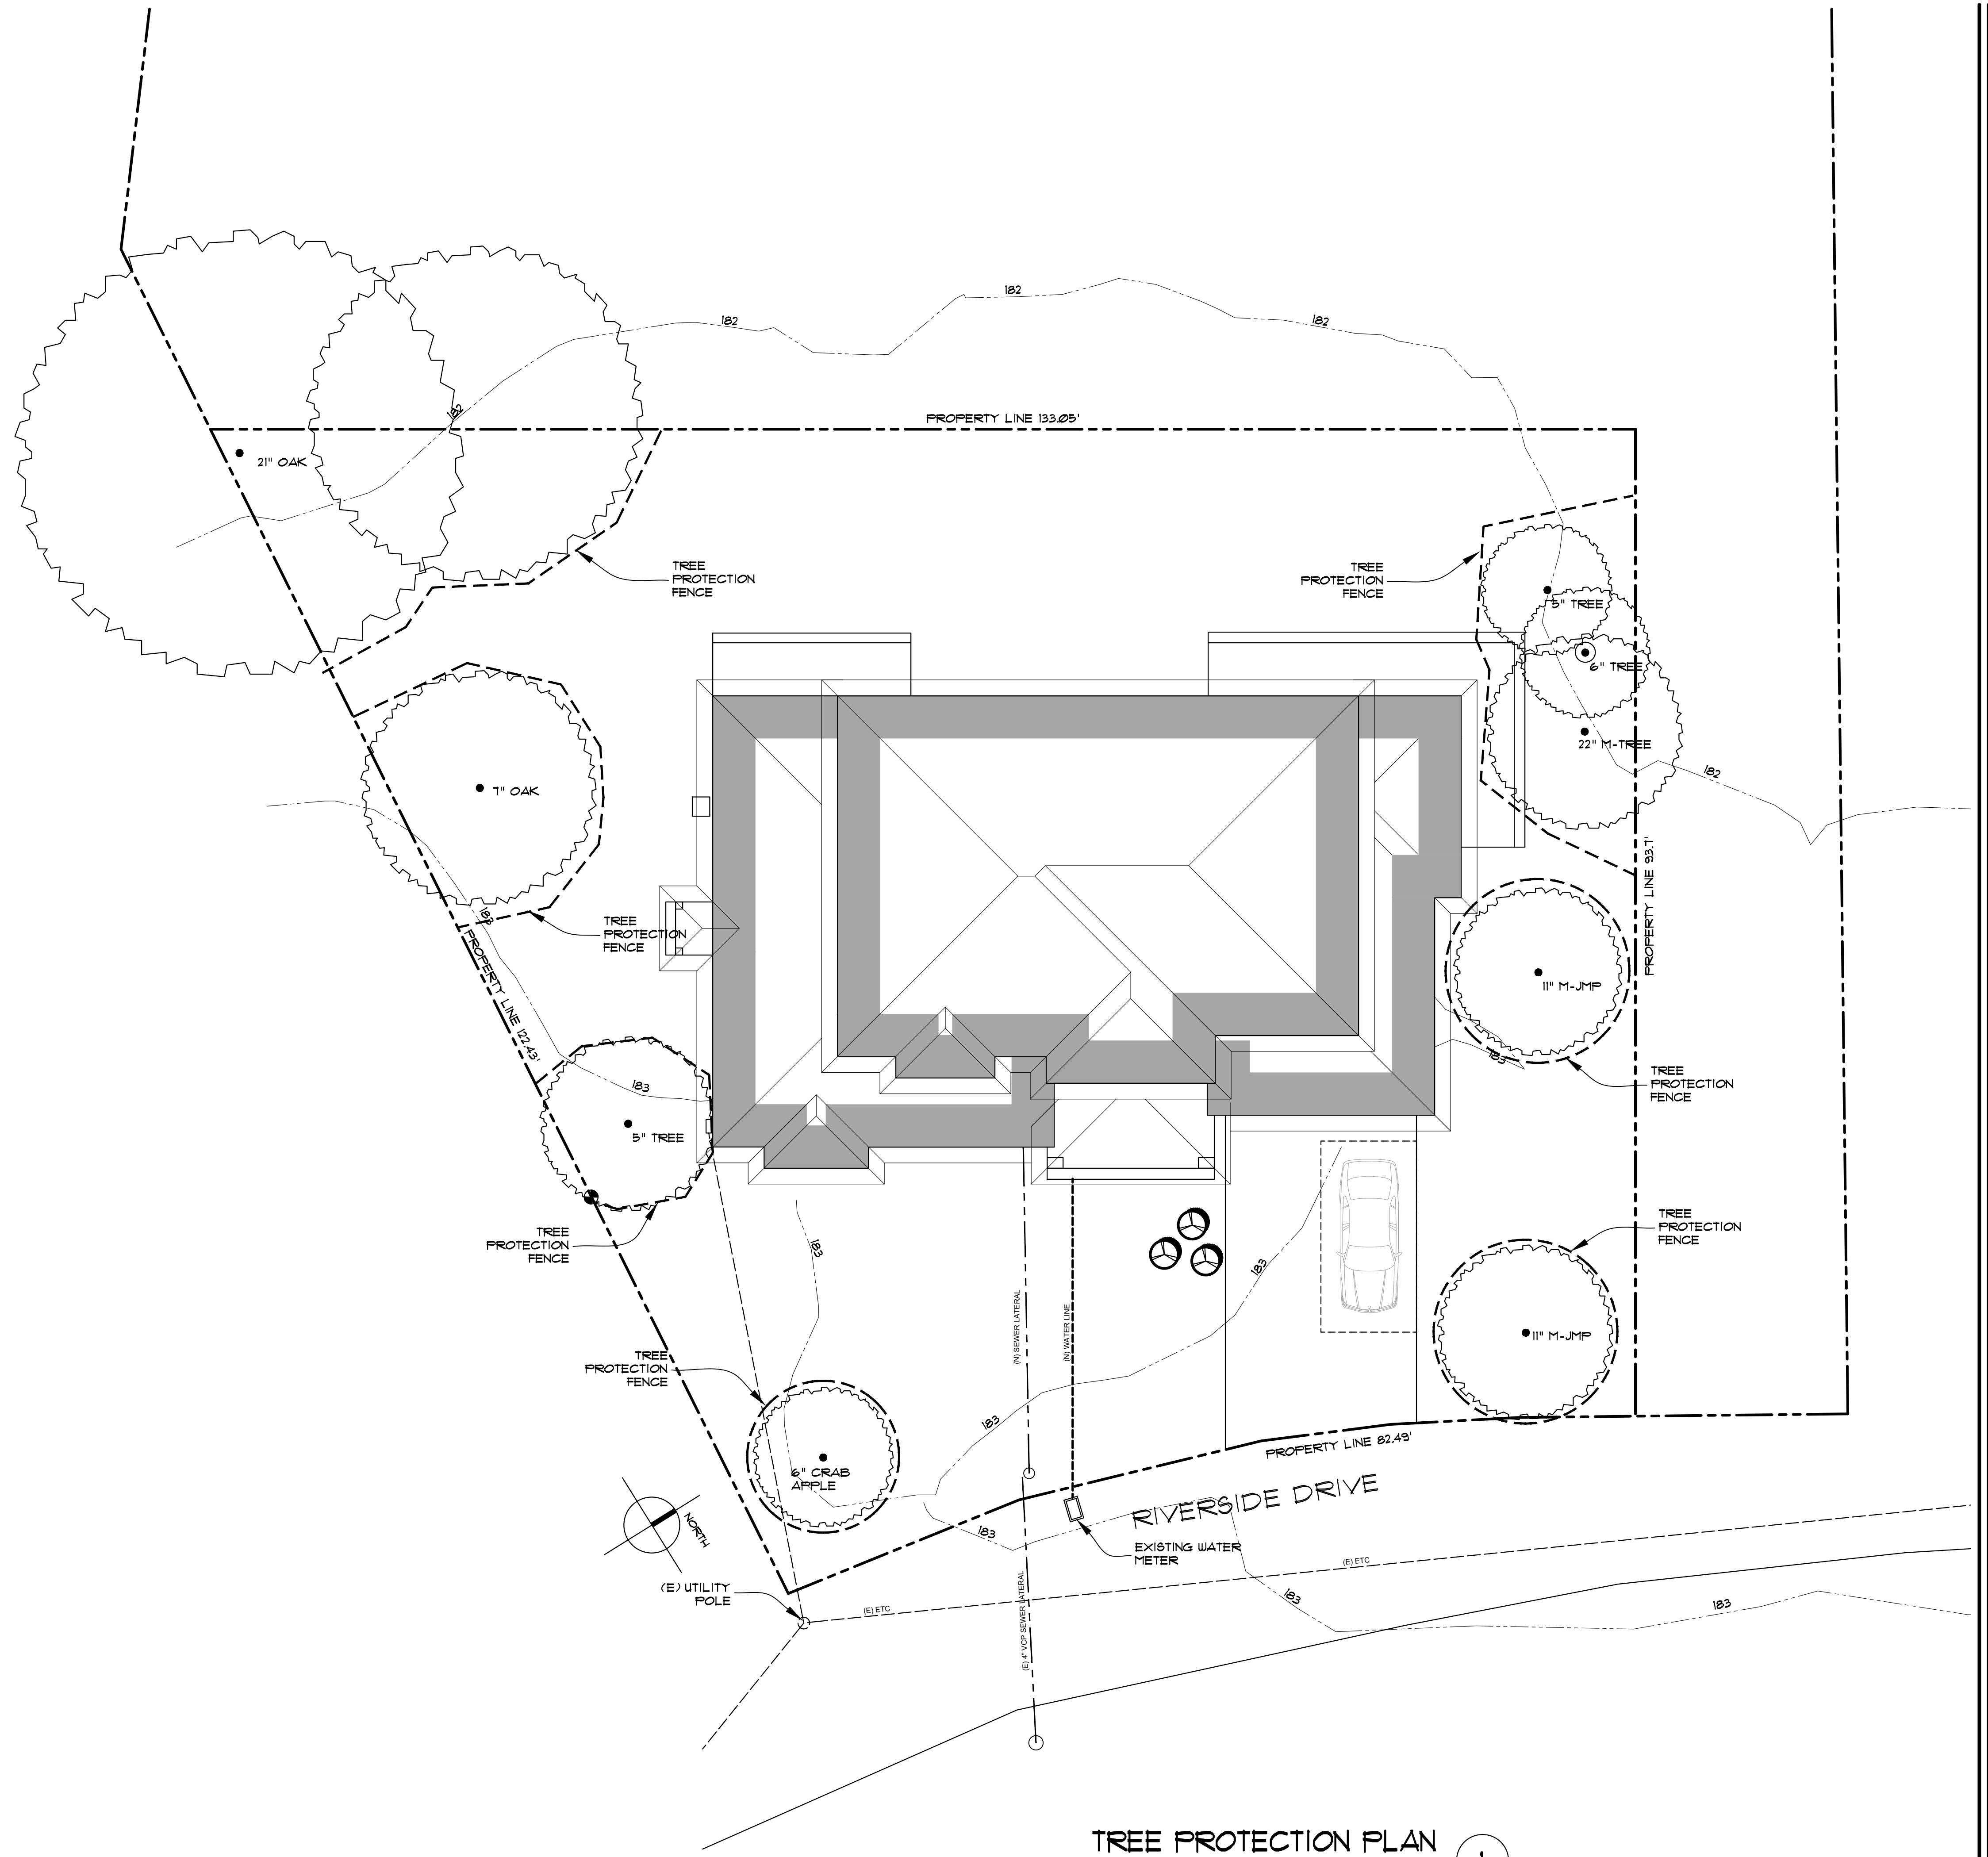 182
182
182
182
PROPERTY LINE 133.05'
21" OAK
TREE
PROTECTION
FENCE
TREE
PROTECTION
FENCE
5" TREE
6" TREE
22" M-TREE
182
7" OAK
PROPERTY LINE 93.7'
183
TREE
PROTECTION
FENCE
PROPERTY LINE 122.43'
11" M-JMP
183
TREE
PROTECTION
FENCE
183
5" TREE
TREE
PROTECTION
FENCE
183
183
TREE
PROTECTION
FENCE
(N) SEWER LATERAL
(N) WATER LINE
11" M-JMP
TREE
PROTECTION
FENCE
183
PROPERTY LINE 82.49'
6" CRAB
APPLE
RIVERSIDE DRIVE
NORTH
183
EXISTING WATER
METER
(E) UTILITY
POLE
(E) ETC
(E) ETC
(E) 4" VCP SEWER LATERAL
183
183
TREE PROTECTION PLAN
1